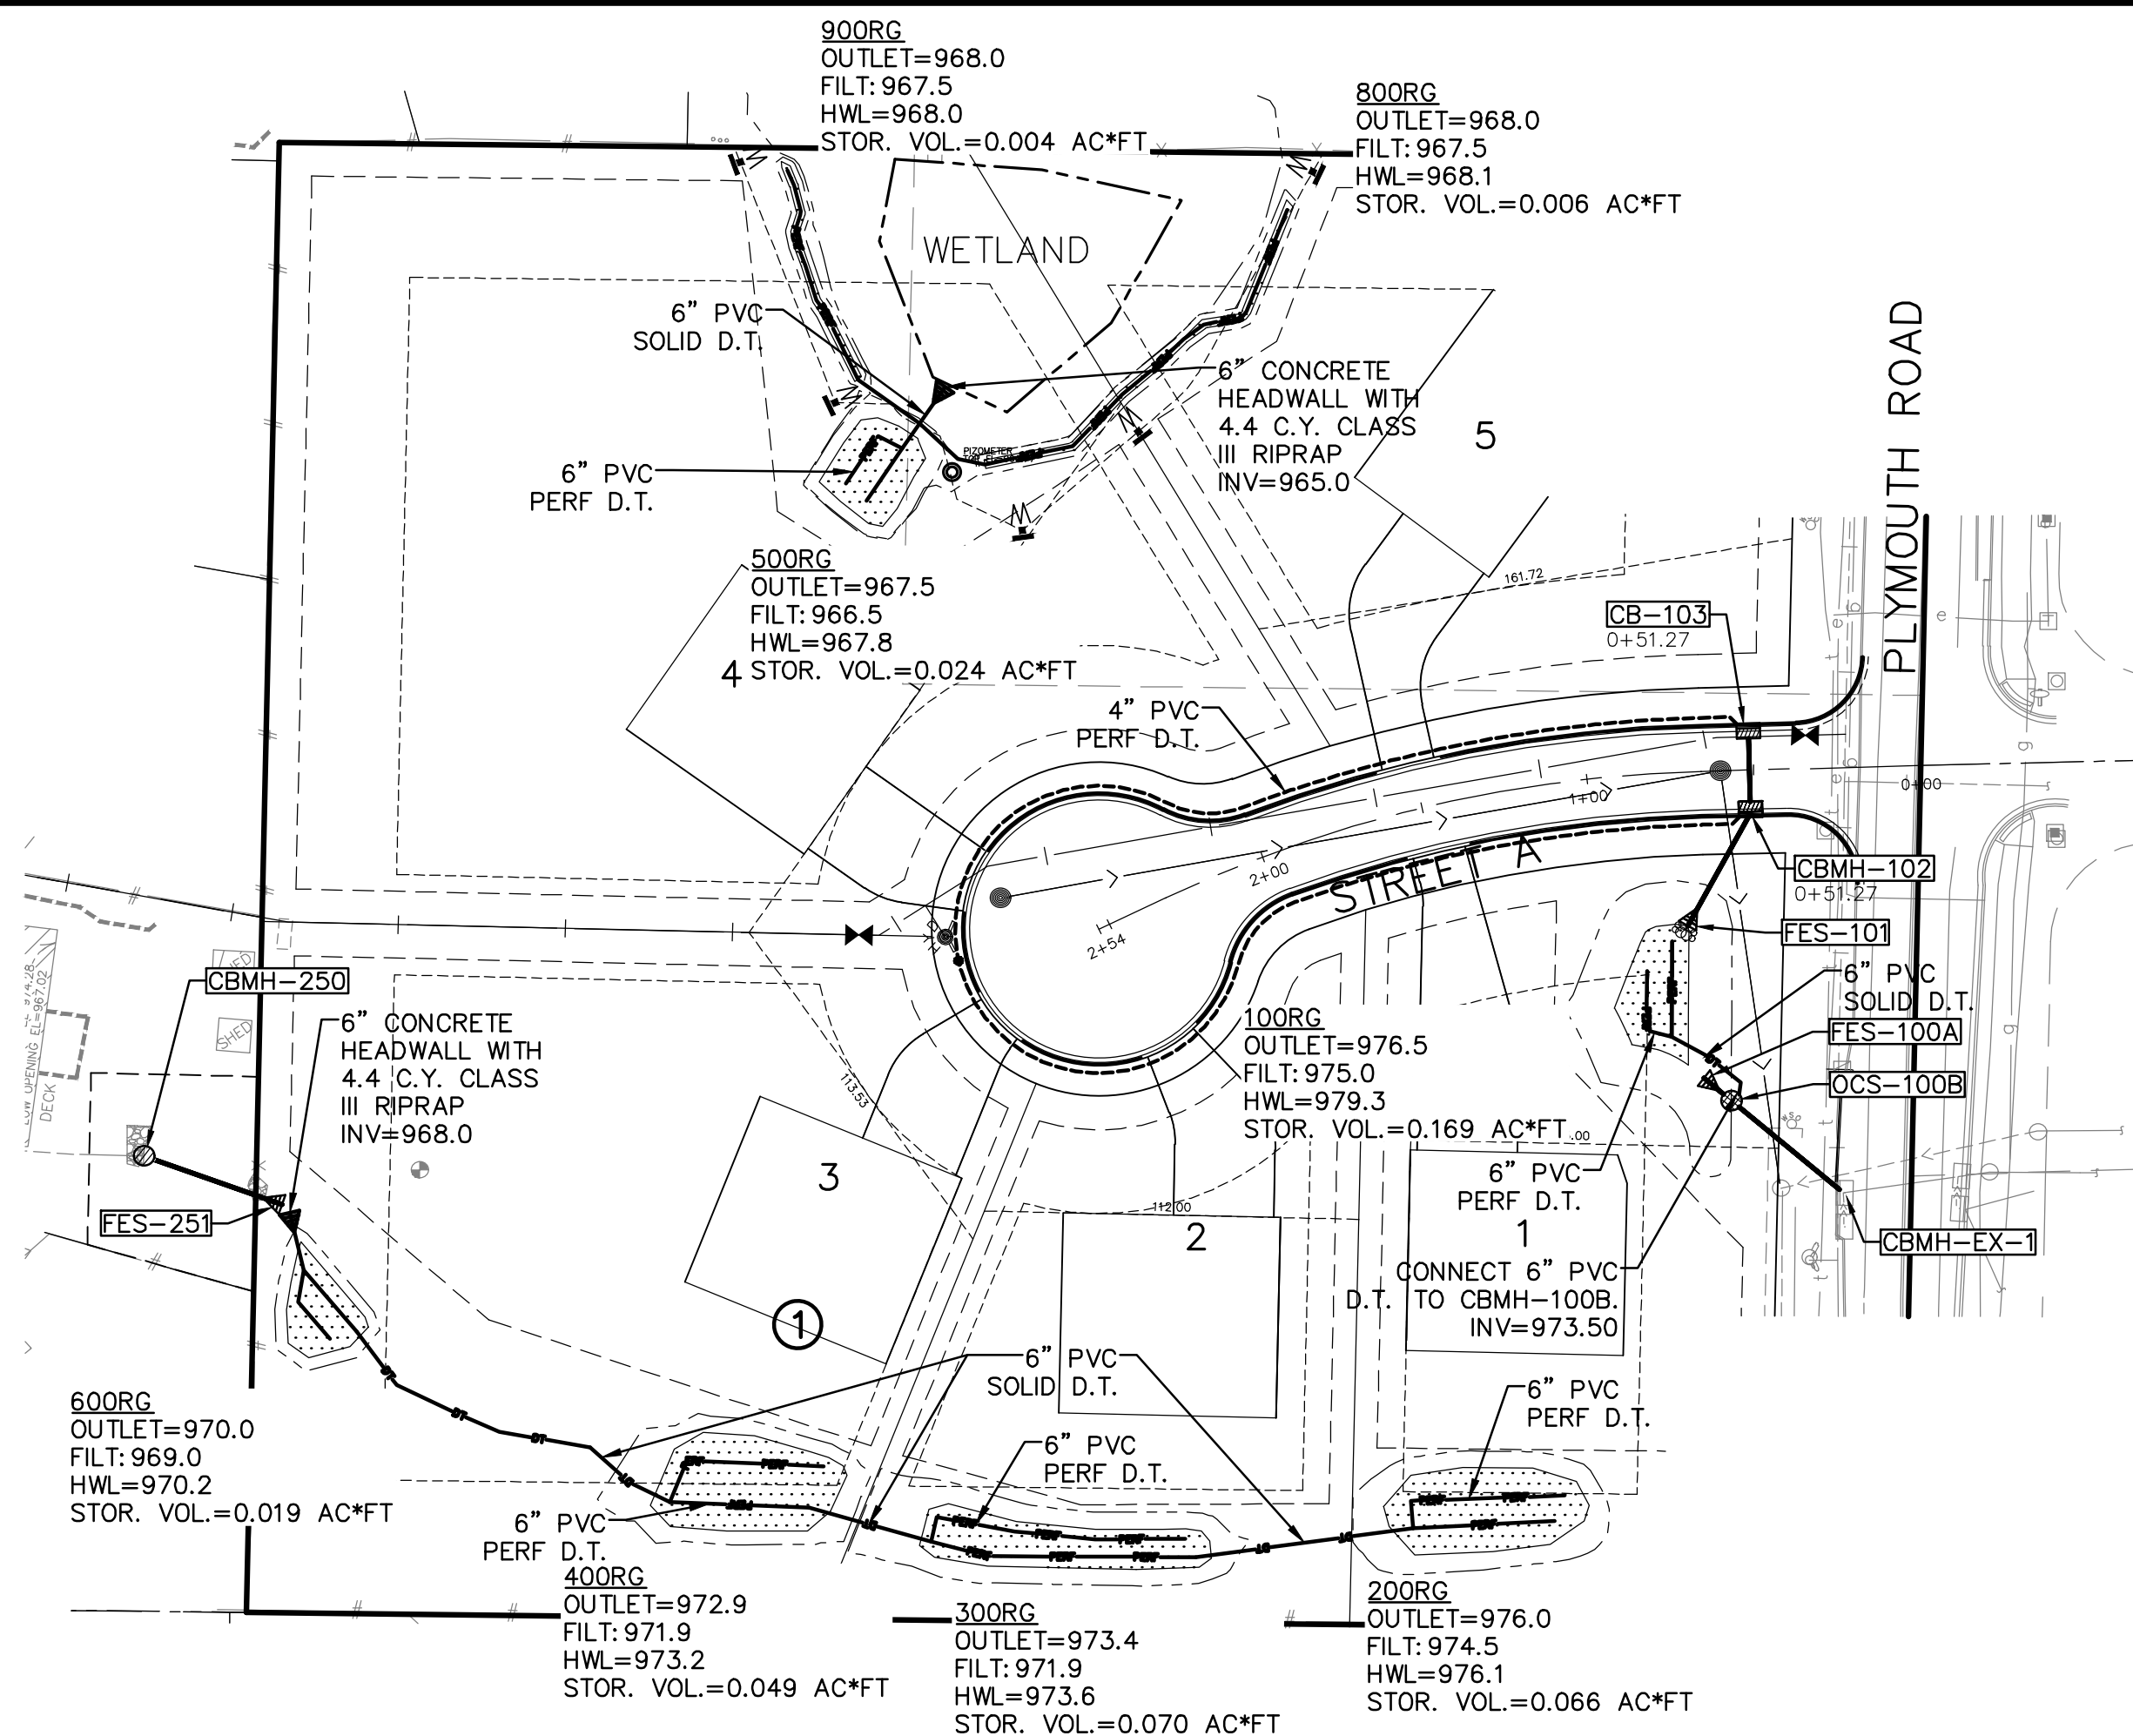 900RG
OUTLET=968.0
FILT: 967.5
HWL=968.0
STOR. VOL.=0.004 AC*FT
800RG
OUTLET=968.0
FILT: 967.5
HWL=968.1
STOR. VOL.=0.006 AC*FT
WETLAND
6" PVC
SOLID D.T.
6" CONCRETE
HEADWALL WITH
4.4 C.Y. CLASS
III RIPRAP
INV=965.0
5
PLYMOUTH ROAD
PIZOMETER
6" PVC
PERF D.T.
500RG
OUTLET=967.5
FILT: 966.5
HWL=967.8
STOR. VOL.=0.024 AC*FT
4
161.72
CB-103
0+51.27
4" PVC
PERF D.T.
0+00
1+00
2+00
2+54
STREET A
CBMH-102
0+51.27
FES-101
6" PVC
SOLID D.T.
FES-100A
OCS-100B
CBMH-250
SHED
SHED
LOW OPENING EL=967.02
DECK
6" CONCRETE
HEADWALL WITH
4.4 C.Y. CLASS
III RIPRAP
INV=968.0
FES-251
113.53
100RG
OUTLET=976.5
FILT: 975.0
HWL=979.3
STOR. VOL.=0.169 AC*FT
.00
3
112.00
2
6" PVC
PERF D.T.
1
CBMH-EX-1
CONNECT 6" PVC
D.T. TO CBMH-100B.
INV=973.50
1
6" PVC
SOLID D.T.
6" PVC
PERF D.T.
6" PVC
PERF D.T.
600RG
OUTLET=970.0
FILT: 969.0
HWL=970.2
STOR. VOL.=0.019 AC*FT
6" PVC
PERF D.T.
400RG
OUTLET=972.9
FILT: 971.9
HWL=973.2
STOR. VOL.=0.049 AC*FT
300RG
OUTLET=973.4
FILT: 971.9
HWL=973.6
STOR. VOL.=0.070 AC*FT
200RG
OUTLET=976.0
FILT: 974.5
HWL=976.1
STOR. VOL.=0.066 AC*FT